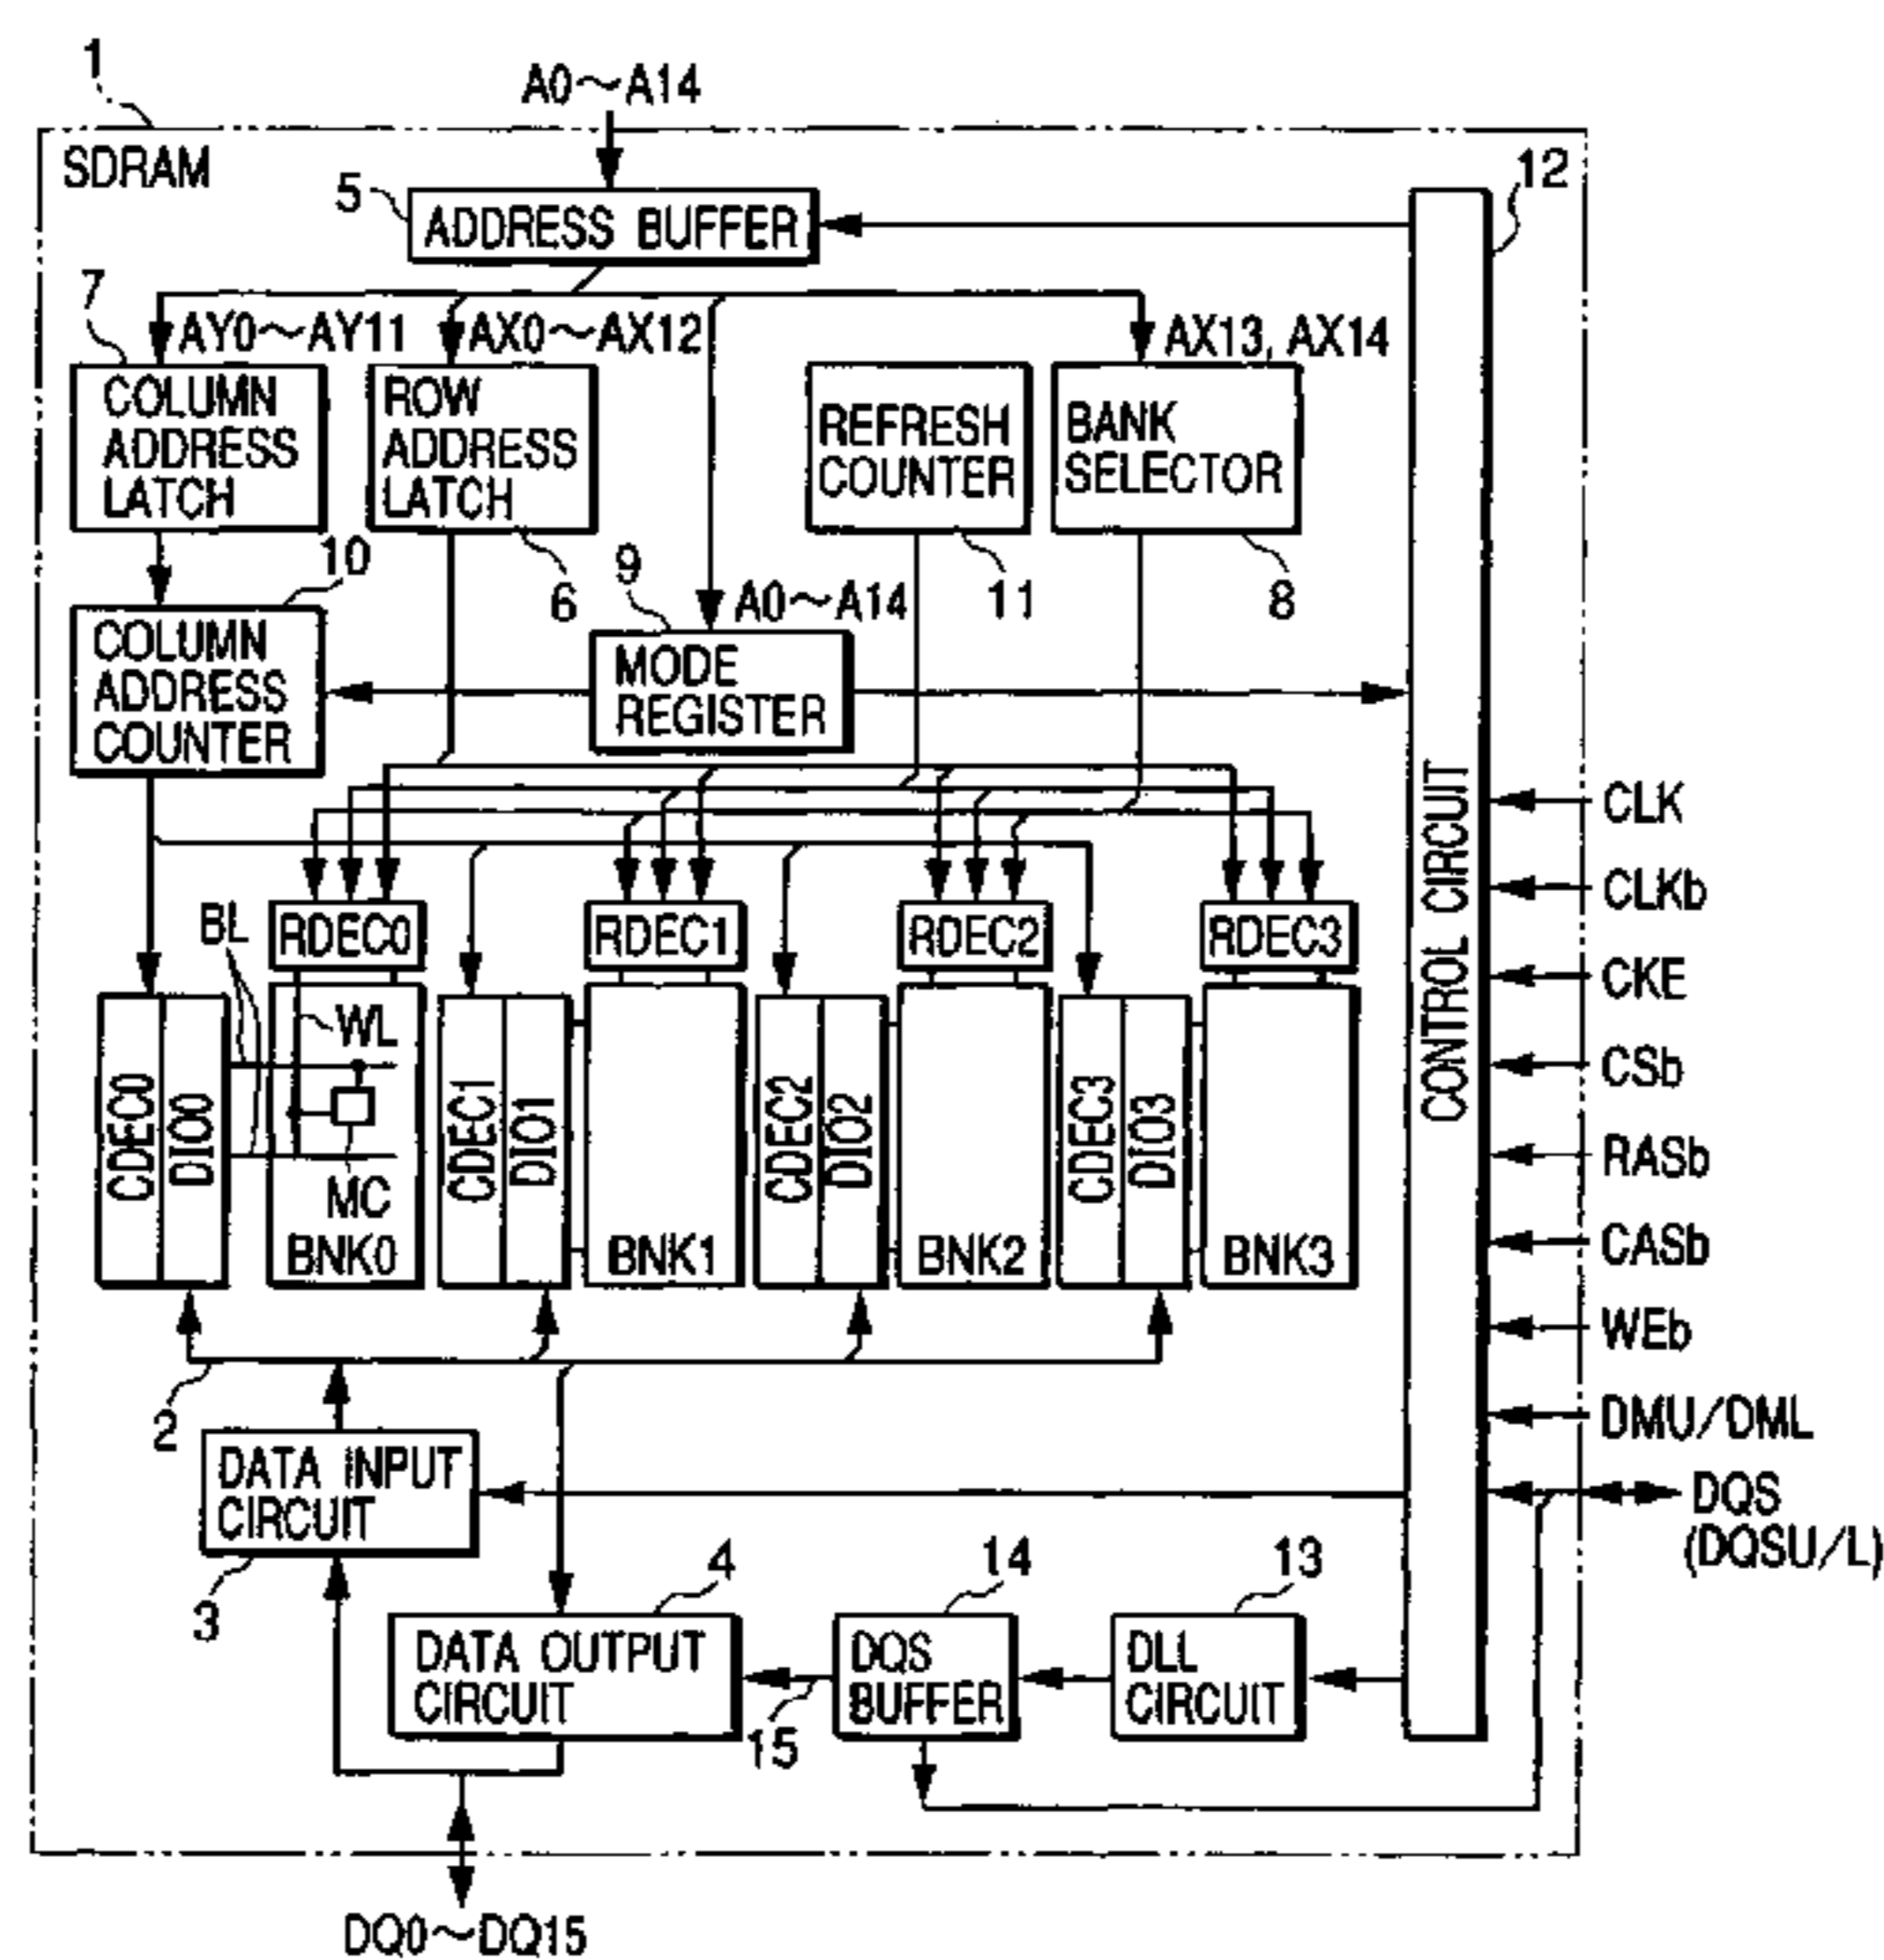 1
A0~A14
SDRAM
12
5
ADDRESS BUFFER
7
AY0~AY11
AX0~AX12
AX13, AX14
COLUMN
ADDRESS
LATCH
ROW
ADDRESS
LATCH
REFRESH
COUNTER
BANK
SELECTOR
10
6
9
A0~A14
11
8
COLUMN
ADDRESS
COUNTER
MODE
REGISTER
CONTROL CIRCUIT
CLK
CLKb
CKE
CSb
RASb
CASb
WEb
DMU/DML
DQS
(DQSU/L)
BL
RDEC0
RDEC1
RDEC2
RDEC3
WL
CDEC0
DIO0
MC
BNK0
CDEC1
DIO1
BNK1
CDEC2
DIO2
BNK2
CDEC3
DIO3
BNK3
2
DATA INPUT
CIRCUIT
3
4
14
13
DATA OUTPUT
CIRCUIT
15
DQS
BUFFER
DLL
CIRCUIT
DQ0~DQ15